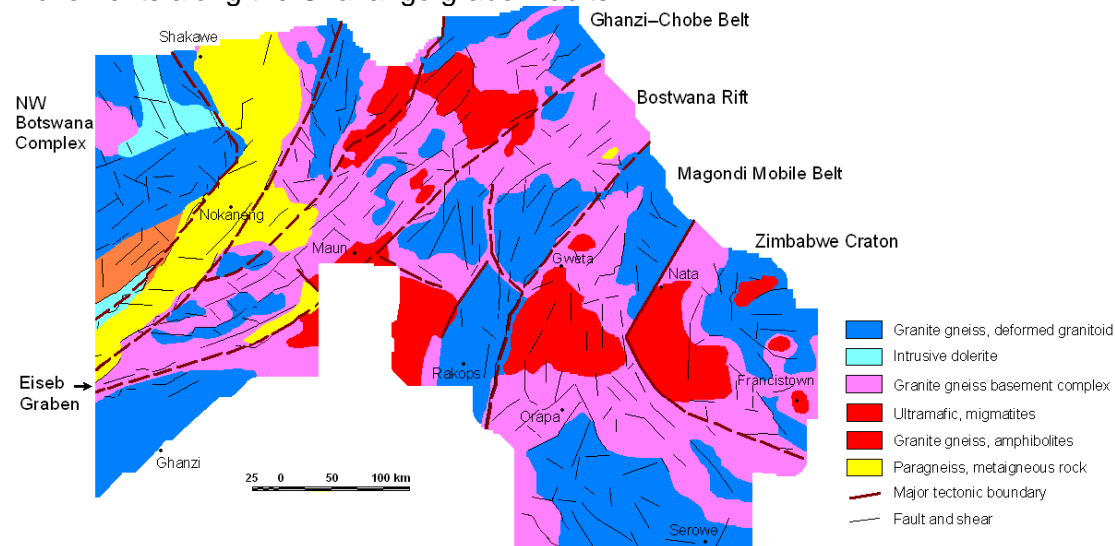 Ghanzi–Chobe Belt
Shakawe
NW
Botswana
Complex
Bostwana Rift
Magondi Mobile Belt
Nokaneng
Maun
Gweta
Zimbabwe Craton
Nata
Granite gneiss, deformed granitoid
Intrusive dolerite
Eiseb
Graben
Rakops
Francistown
Granite gneiss basement complex
Orapa
Ultramafic, migmatites
Granite gneiss, amphibolites
Ghanzi
Paragneiss, metaigneous rock
25 0 50 100 km
Major tectonic boundary
Fault and shear
Serowe